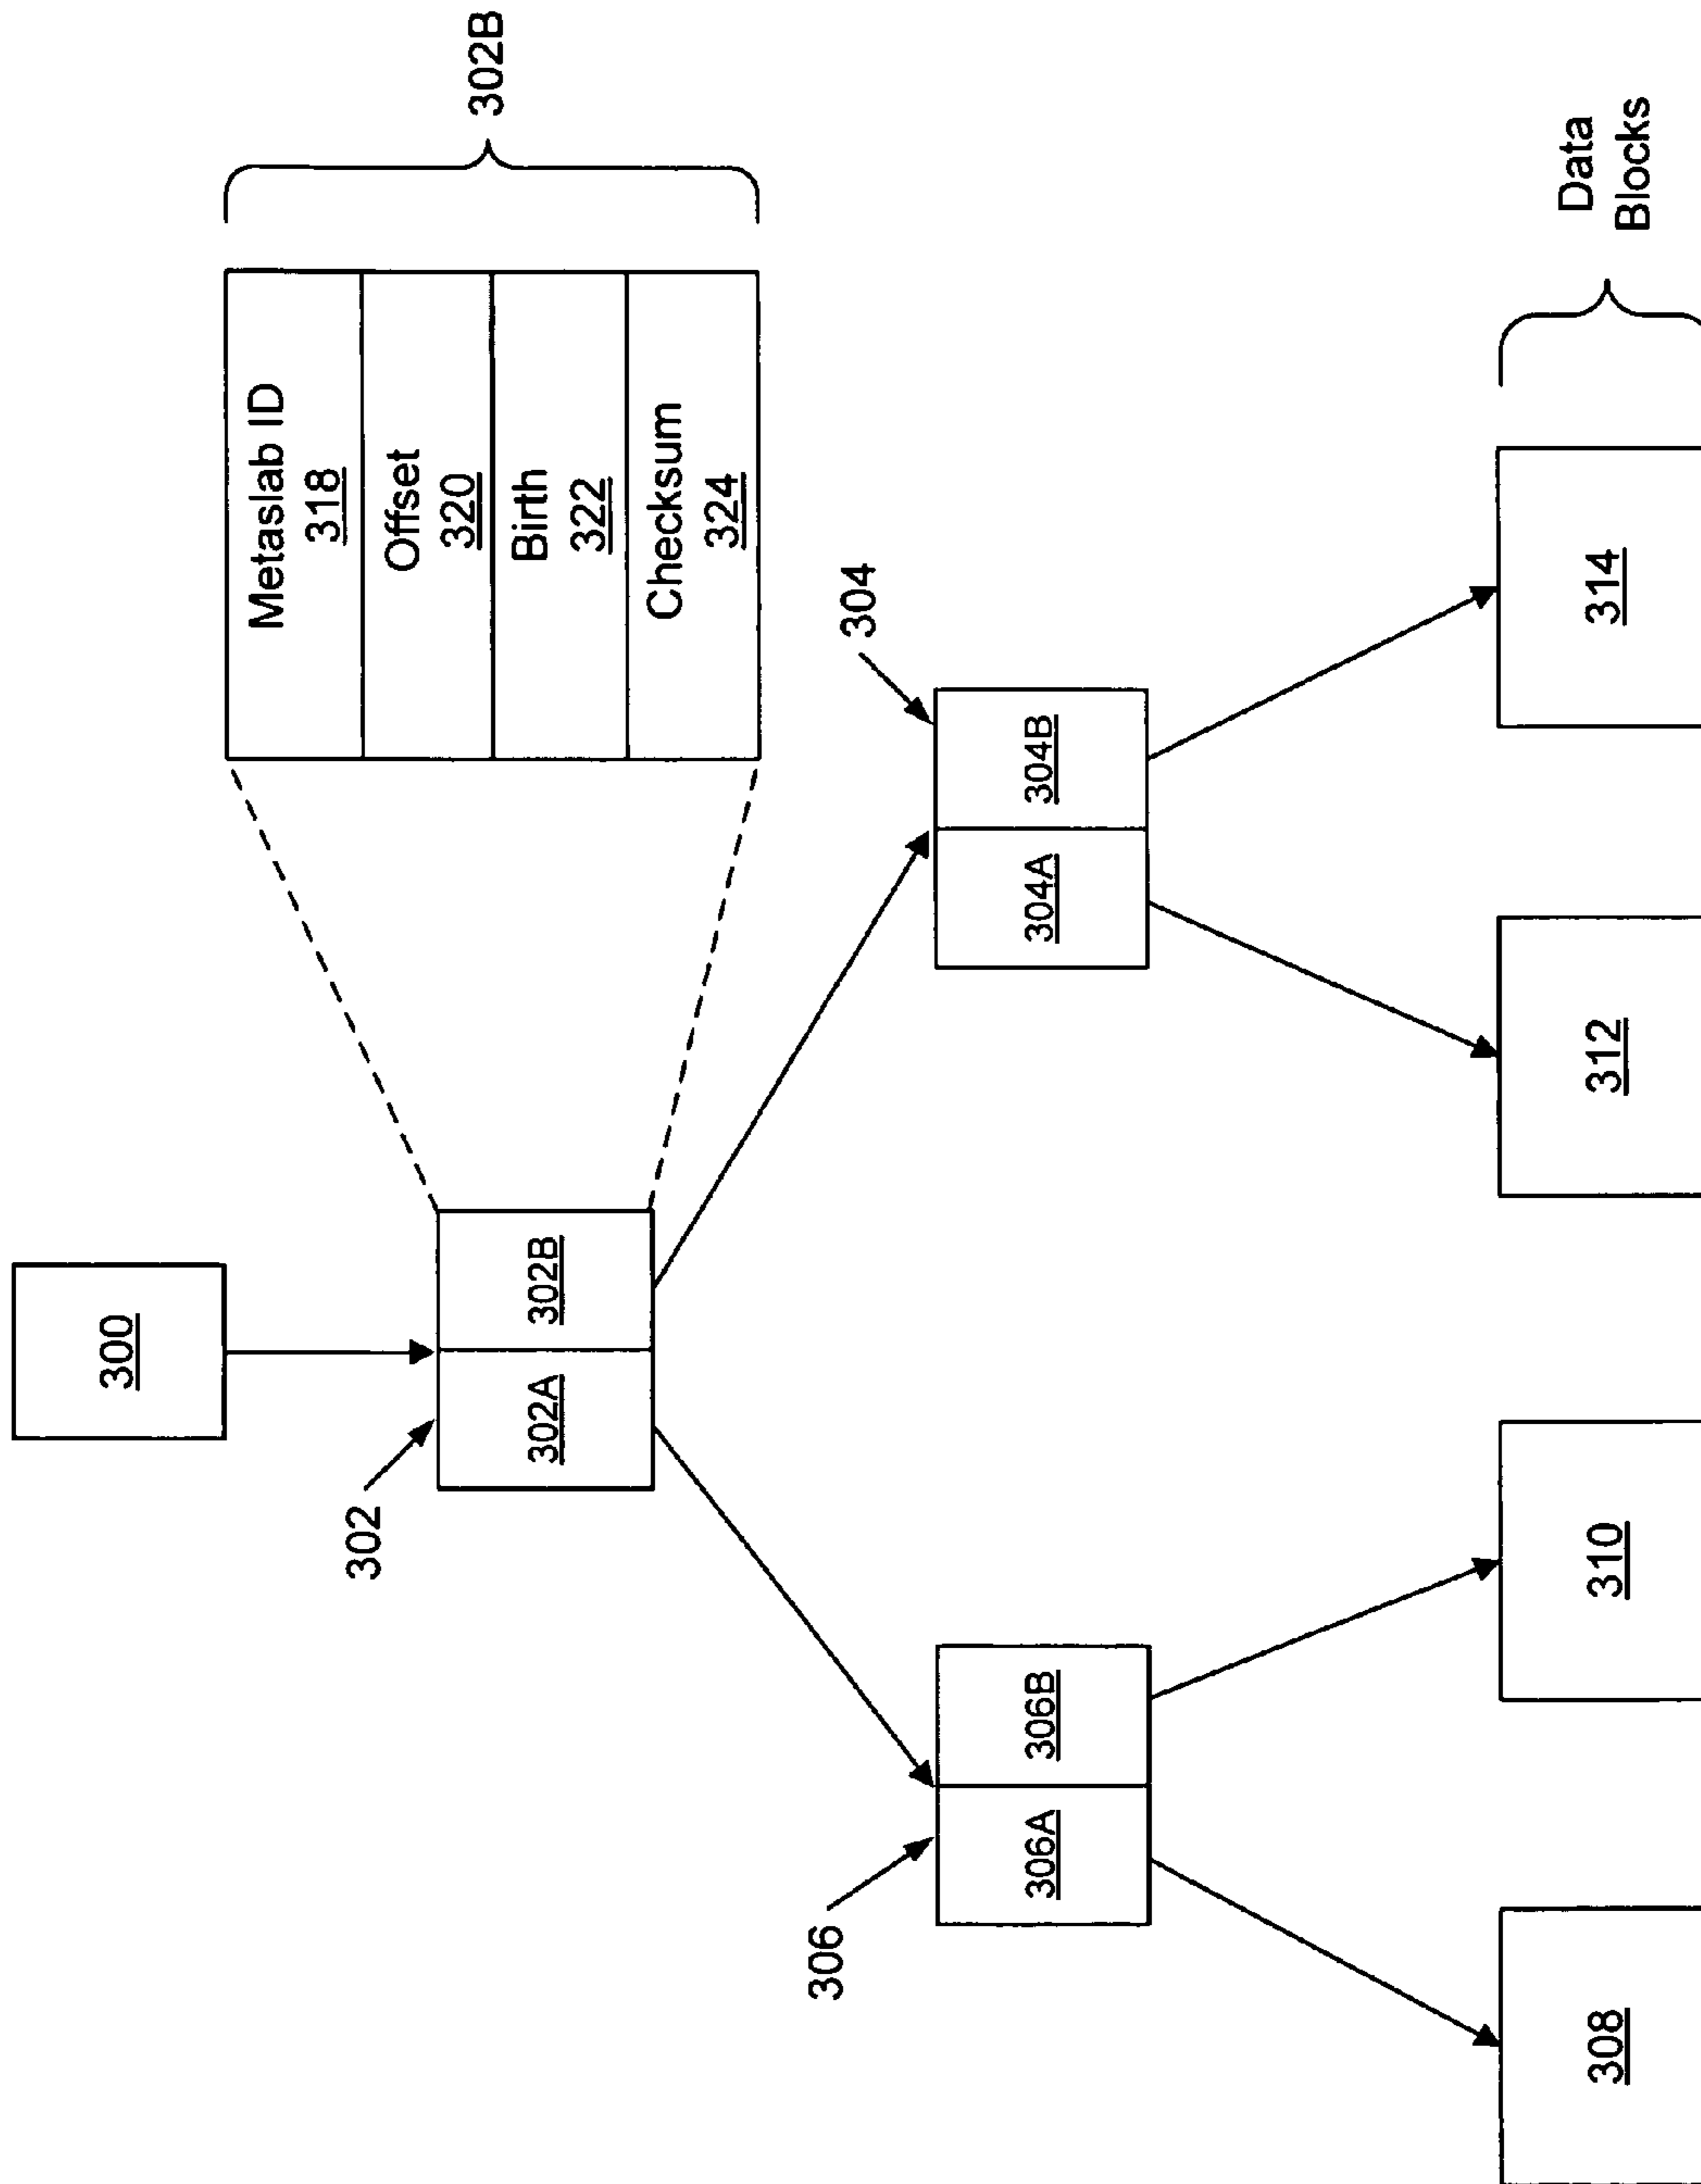 300
302
302A
302B
Metaslab ID
318
Offset
320
Birth
322
Checksum
324
302B
306
306A
306B
304
304A
304B
308
310
312
314
Data
Blocks